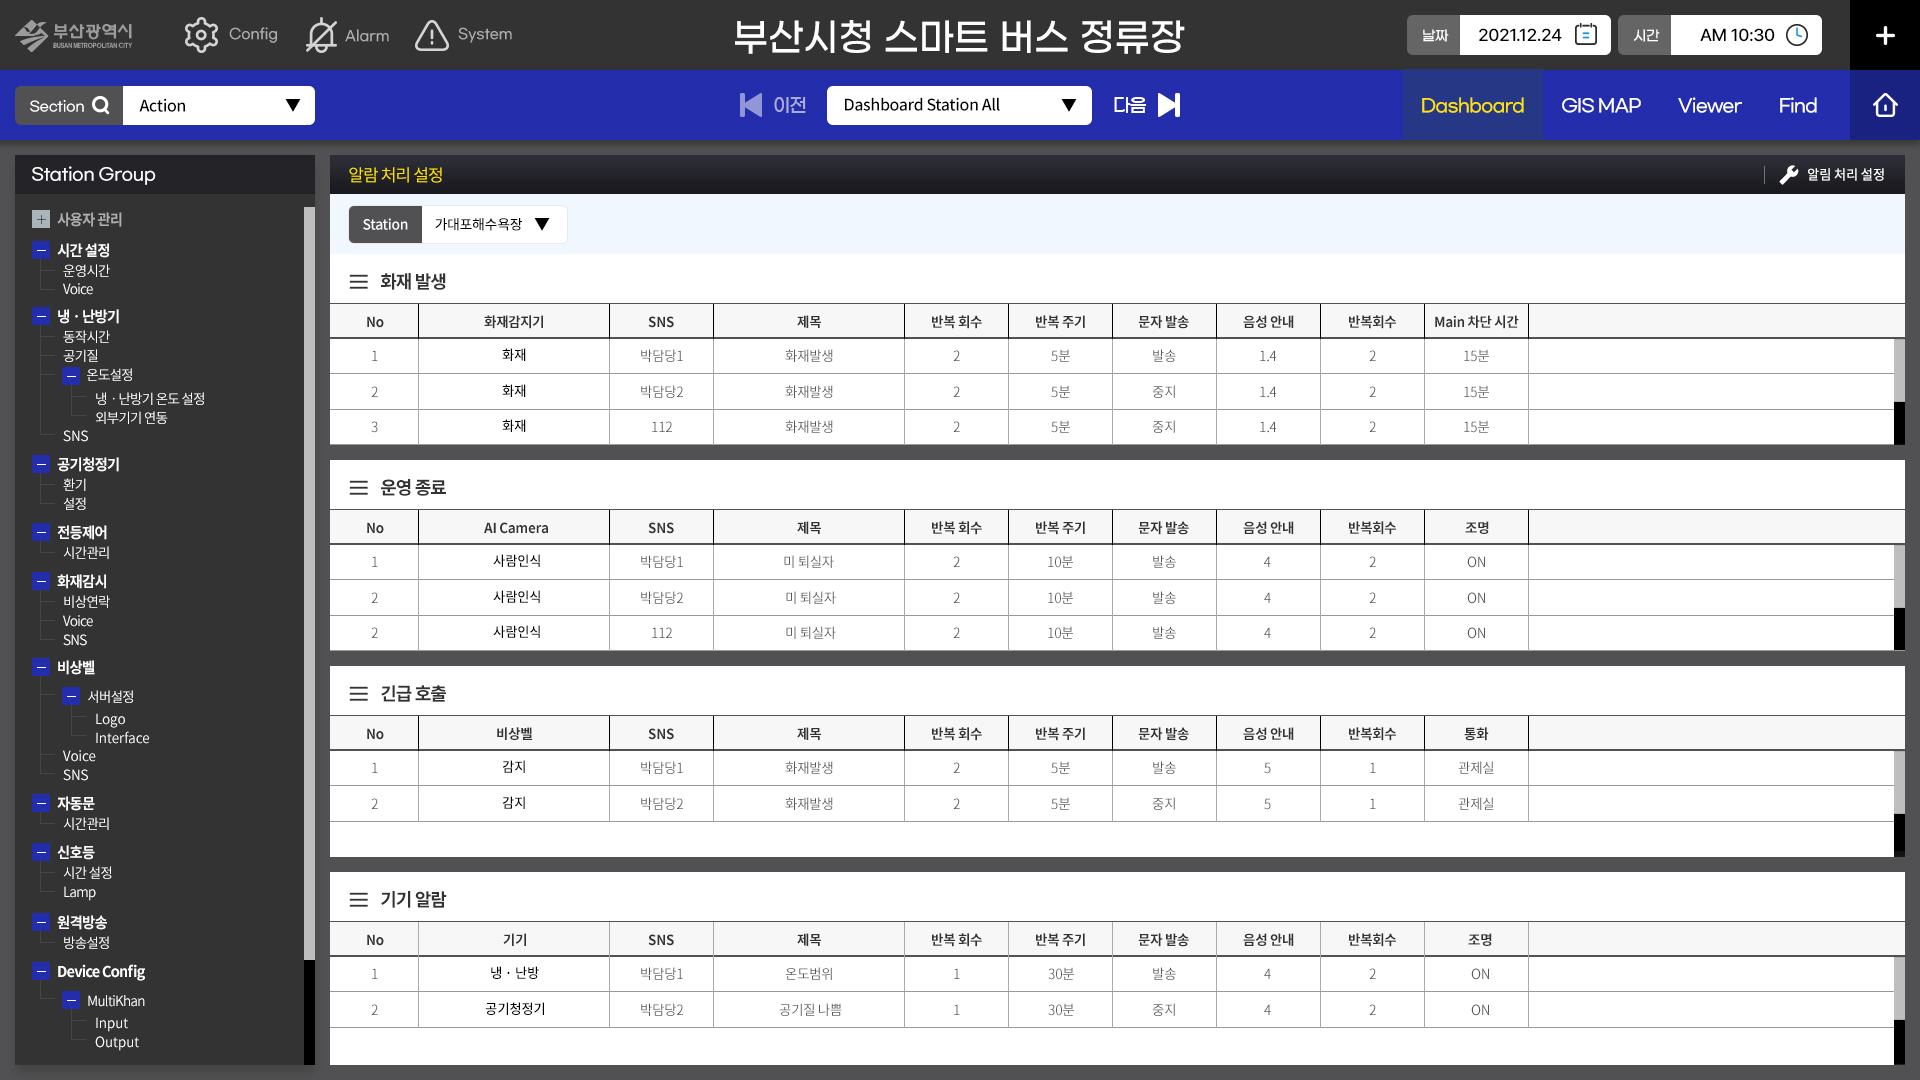 부산광역시
BUSAN METROPOLITAN CITY
Config
Alarm
System
부산시청 스마트 버스 정류장
날짜
2021.12.24
시간
AM 10:30
Section
Action
이전
Dashboard Station All
다음
Dashboard
GIS MAP
Viewer
Find
Station Group
사용자 관리
시간 설정
운영시간
Voice
냉 · 난방기
동작시간
공기질
온도설정
냉 · 난방기 온도 설정
외부기기 연동
SNS
공기청정기
환기
설정
전등제어
시간관리
화재감시
비상연락
Voice
SNS
비상벨
서버설정
Logo
Interface
Voice
SNS
자동문
시간관리
신호등
시간 설정
Lamp
원격방송
방송설정
Device Config
MultiKhan
Input
Output
알람 처리 설정
알림 처리 설정
Station 가대포해수욕장
화재 발생
No 화재감지기 SNS 제목 반복 회수 반복 주기 문자 발송 음성 안내 반복회수 Main 차단 시간
1 화재 박담당1 화재발생 2 5분 발송 1.4 2 15분
2 화재 박담당2 화재발생 2 5분 중지 1.4 2 15분
3 화재 112 화재발생 2 5분 중지 1.4 2 15분
운영 종료
No AI Camera SNS 제목 반복 회수 반복 주기 문자 발송 음성 안내 반복회수 조명
1 사람인식 박담당1 미 퇴실자 2 10분 발송 4 2 ON
2 사람인식 박담당2 미 퇴실자 2 10분 발송 4 2 ON
2 사람인식 112 미 퇴실자 2 10분 발송 4 2 ON
긴급 호출
No 비상벨 SNS 제목 반복 회수 반복 주기 문자 발송 음성 안내 반복회수 통화
1 감지 박담당1 화재발생 2 5분 발송 5 1 관제실
2 감지 박담당2 화재발생 2 5분 중지 5 1 관제실
기기 알람
No 기기 SNS 제목 반복 회수 반복 주기 문자 발송 음성 안내 반복회수 조명
1 냉 · 난방 박담당1 온도범위 1 30분 발송 4 2 ON
2 공기청정기 박담당2 공기질 나쁨 1 30분 중지 4 2 ON